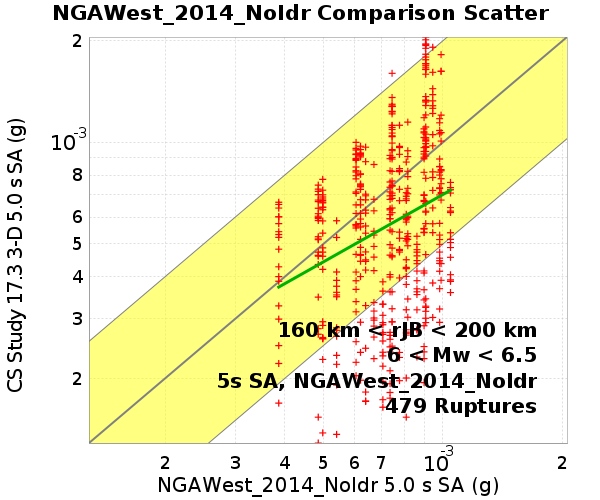 NGAWest_2014_NoIdr Comparison Scatter
CS Study 17.3 3-D 5.0 s SA (g)
2
10-3
8
6
5
4
3
2
160 km < rJB < 200 km
6 < Mw < 6.5
5s SA, NGAWest_2014_NoIdr
479 Ruptures
2 3 4 5 6 7 10-3 2
NGAWest_2014_NoIdr 5.0 s SA (g)